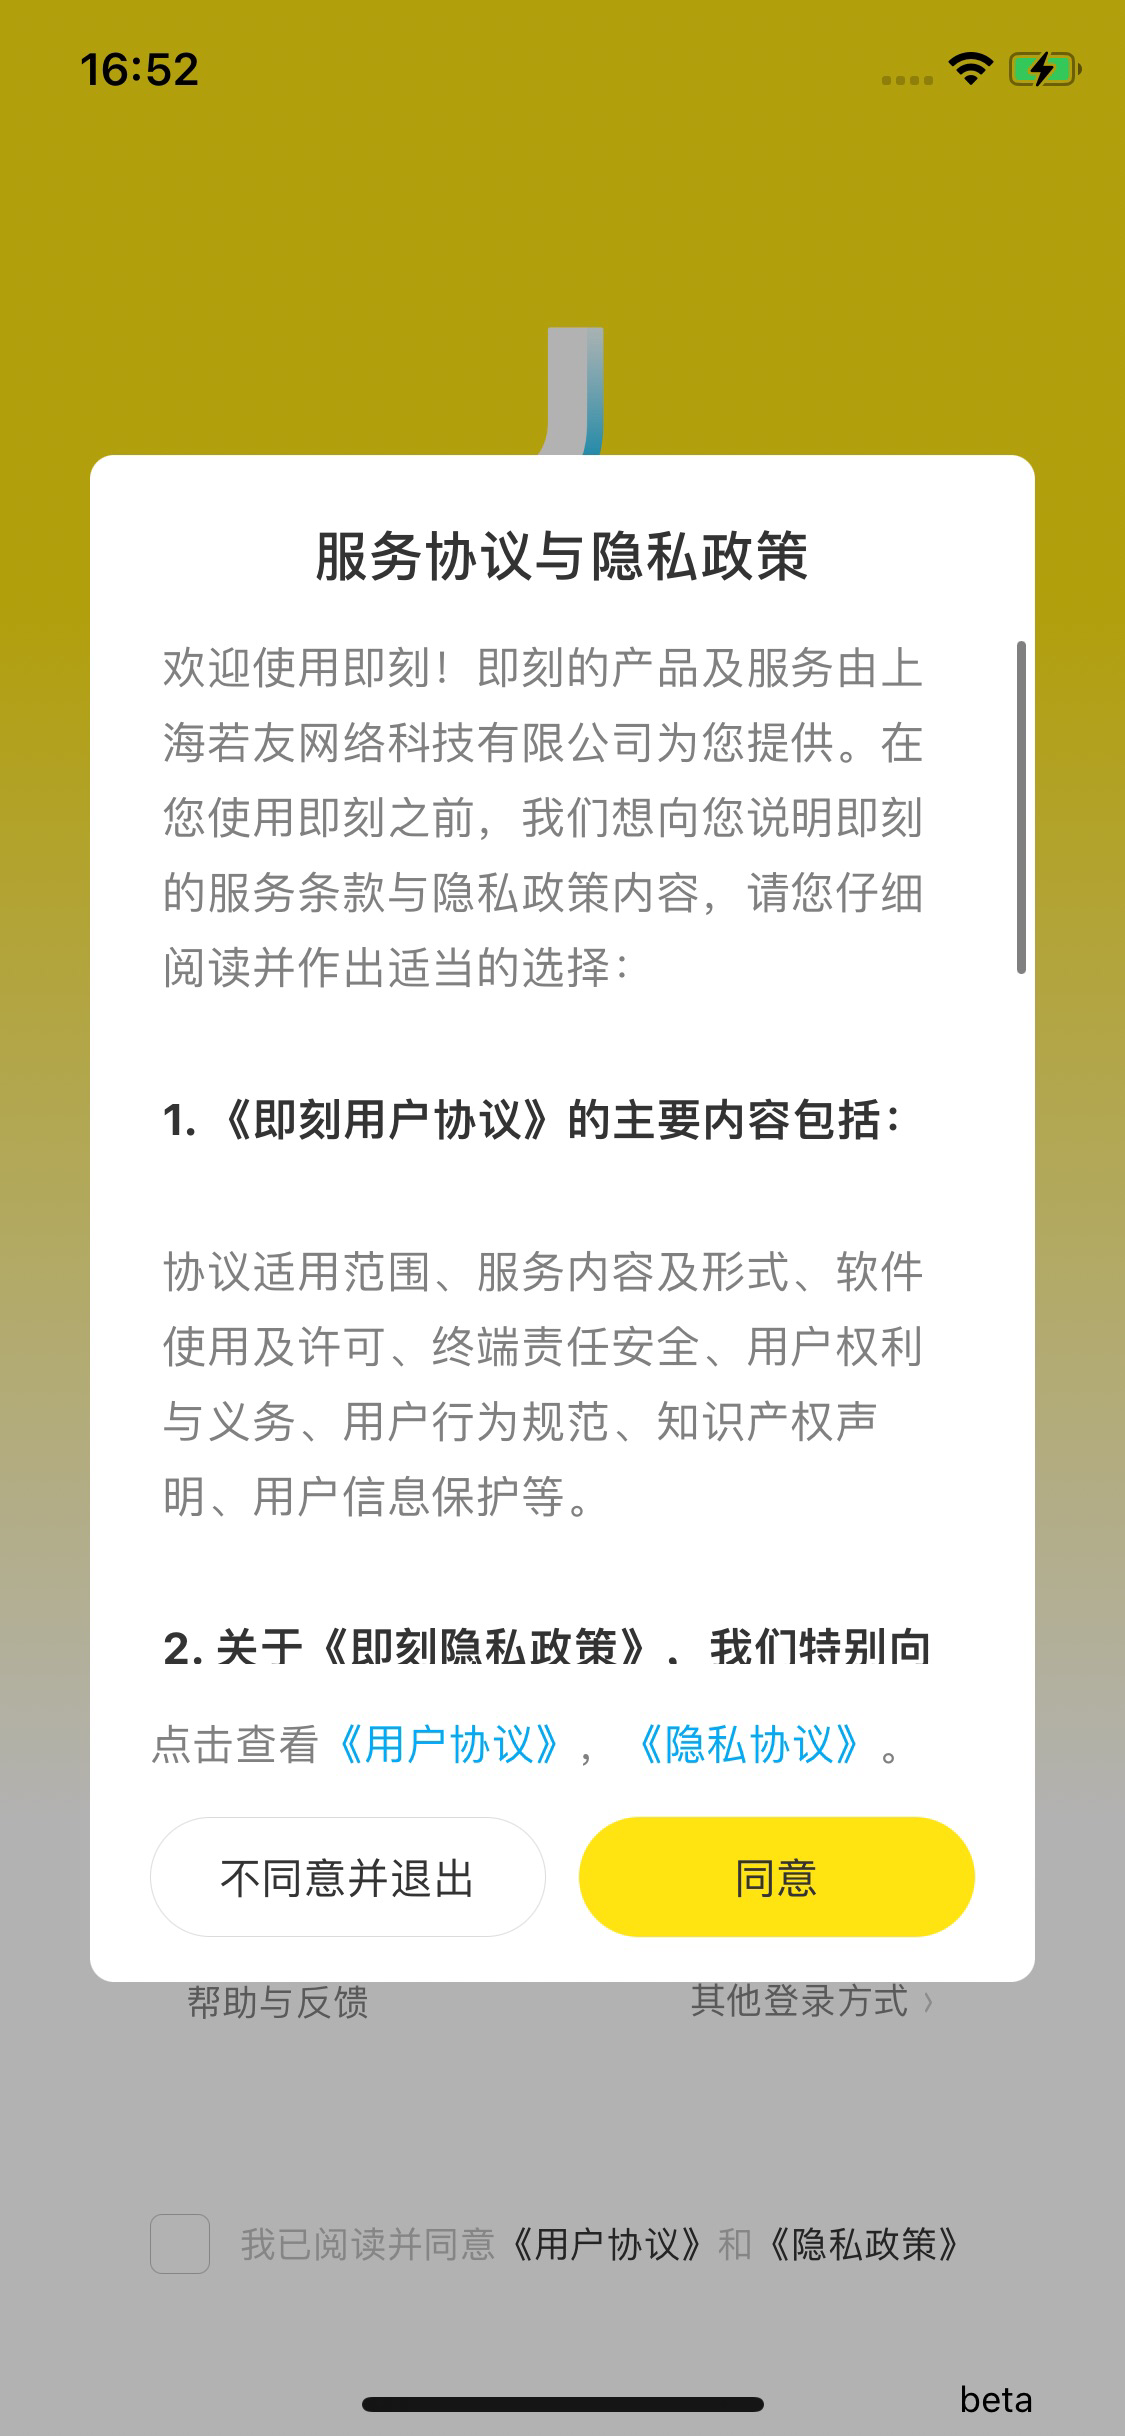 16:52
服务协议与隐私政策
欢迎使用即刻！即刻的产品及服务由上
海若友网络科技有限公司为您提供。在
您使用即刻之前，我们想向您说明即刻
的服务条款与隐私政策内容，请您仔细
阅读并作出适当的选择：
1. 《即刻用户协议》的主要内容包括：
协议适用范围、服务内容及形式、软件
使用及许可、终端责任安全、用户权利
与义务、用户行为规范、知识产权声
明、用户信息保护等。
2. 关于《即刻隐私政策》，我们特别向
点击查看《用户协议》，《隐私协议》。
不同意并退出
同意
帮助与反馈
其他登录方式 〉
我已阅读并同意《用户协议》和《隐私政策》
beta